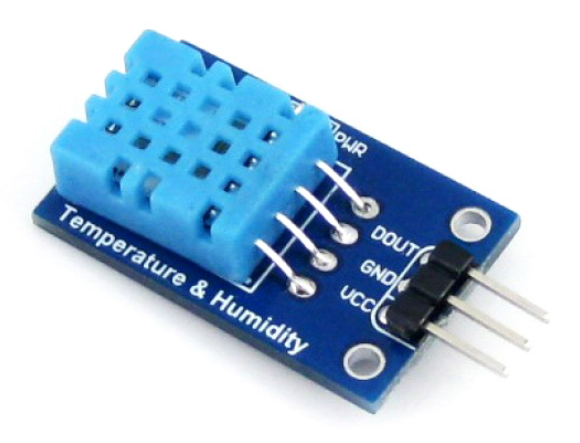 PWR
DOUT
GND
VCC
Temperature & Humidity